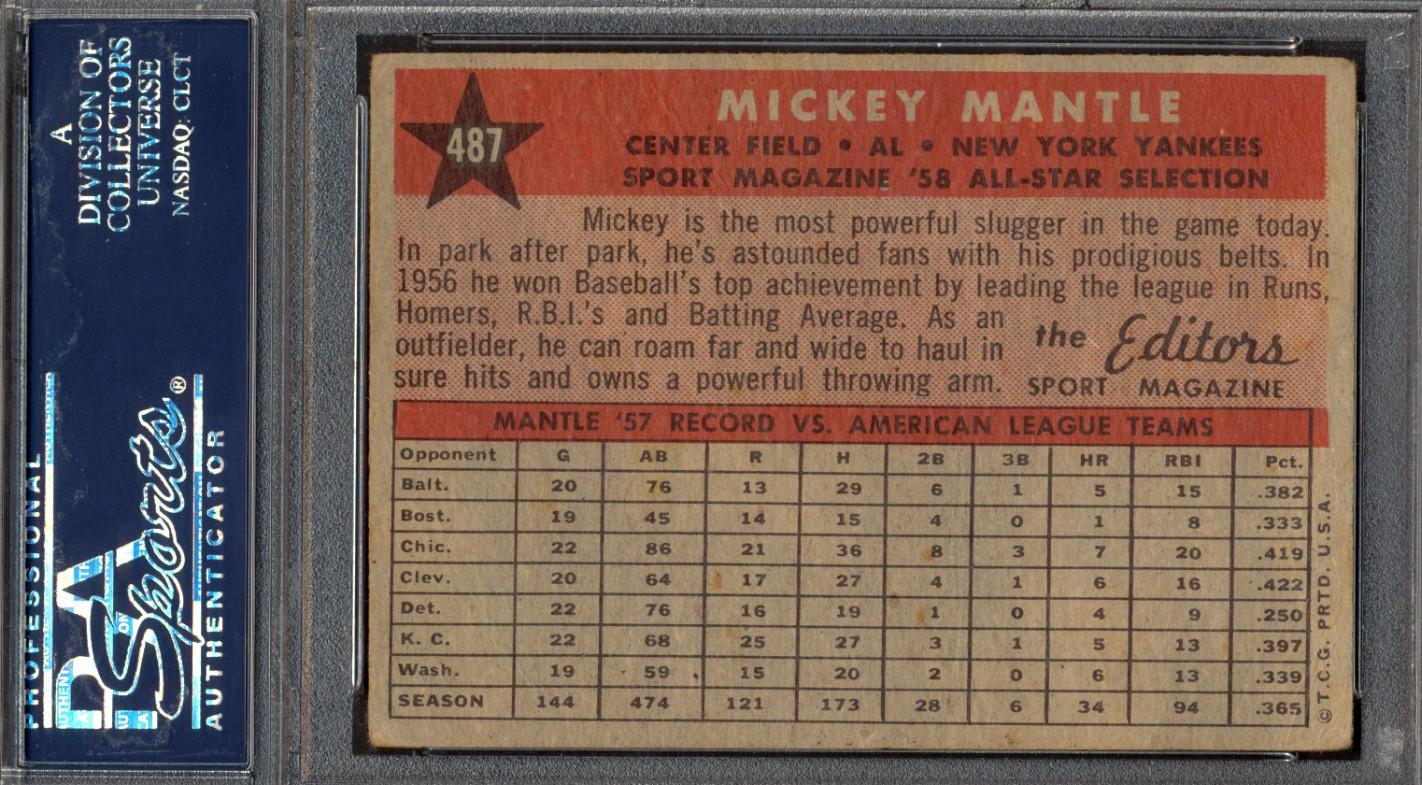 A
DIVISION OF
COLLECTORS
UNIVERSE
NASDAQ: CLCT
PROFESSIONAL
PSA
Sports®
AUTHENTICATOR
487
MICKEY MANTLE
CENTER FIELD • AL • NEW YORK YANKEES
SPORT MAGAZINE '58 ALL-STAR SELECTION
Mickey is the most powerful slugger in the game today.
In park after park, he's astounded fans with his prodigious belts. In
1956 he won Baseball's top achievement by leading the league in Runs,
Homers, R.B.I.'s and Batting Average. As an
outfielder, he can roam far and wide to haul in
sure hits and owns a powerful throwing arm.
the Editors
SPORT MAGAZINE
MANTLE '57 RECORD VS. AMERICAN LEAGUE TEAMS
Opponent G AB R H 2B 3B HR RBI Pct.
Balt. 20 76 13 29 6 1 5 15 .382
Bost. 19 45 14 15 4 0 1 8 .333
Chic. 22 86 21 36 8 3 7 20 .419
Clev. 20 64 17 27 4 1 6 16 .422
Det. 22 76 16 19 1 0 4 9 .250
K. C. 22 68 25 27 3 1 5 13 .397
Wash. 19 59 15 20 2 0 6 13 .339
SEASON 144 474 121 173 28 6 34 94 .365
© T.C.G. PRTD. U.S.A.